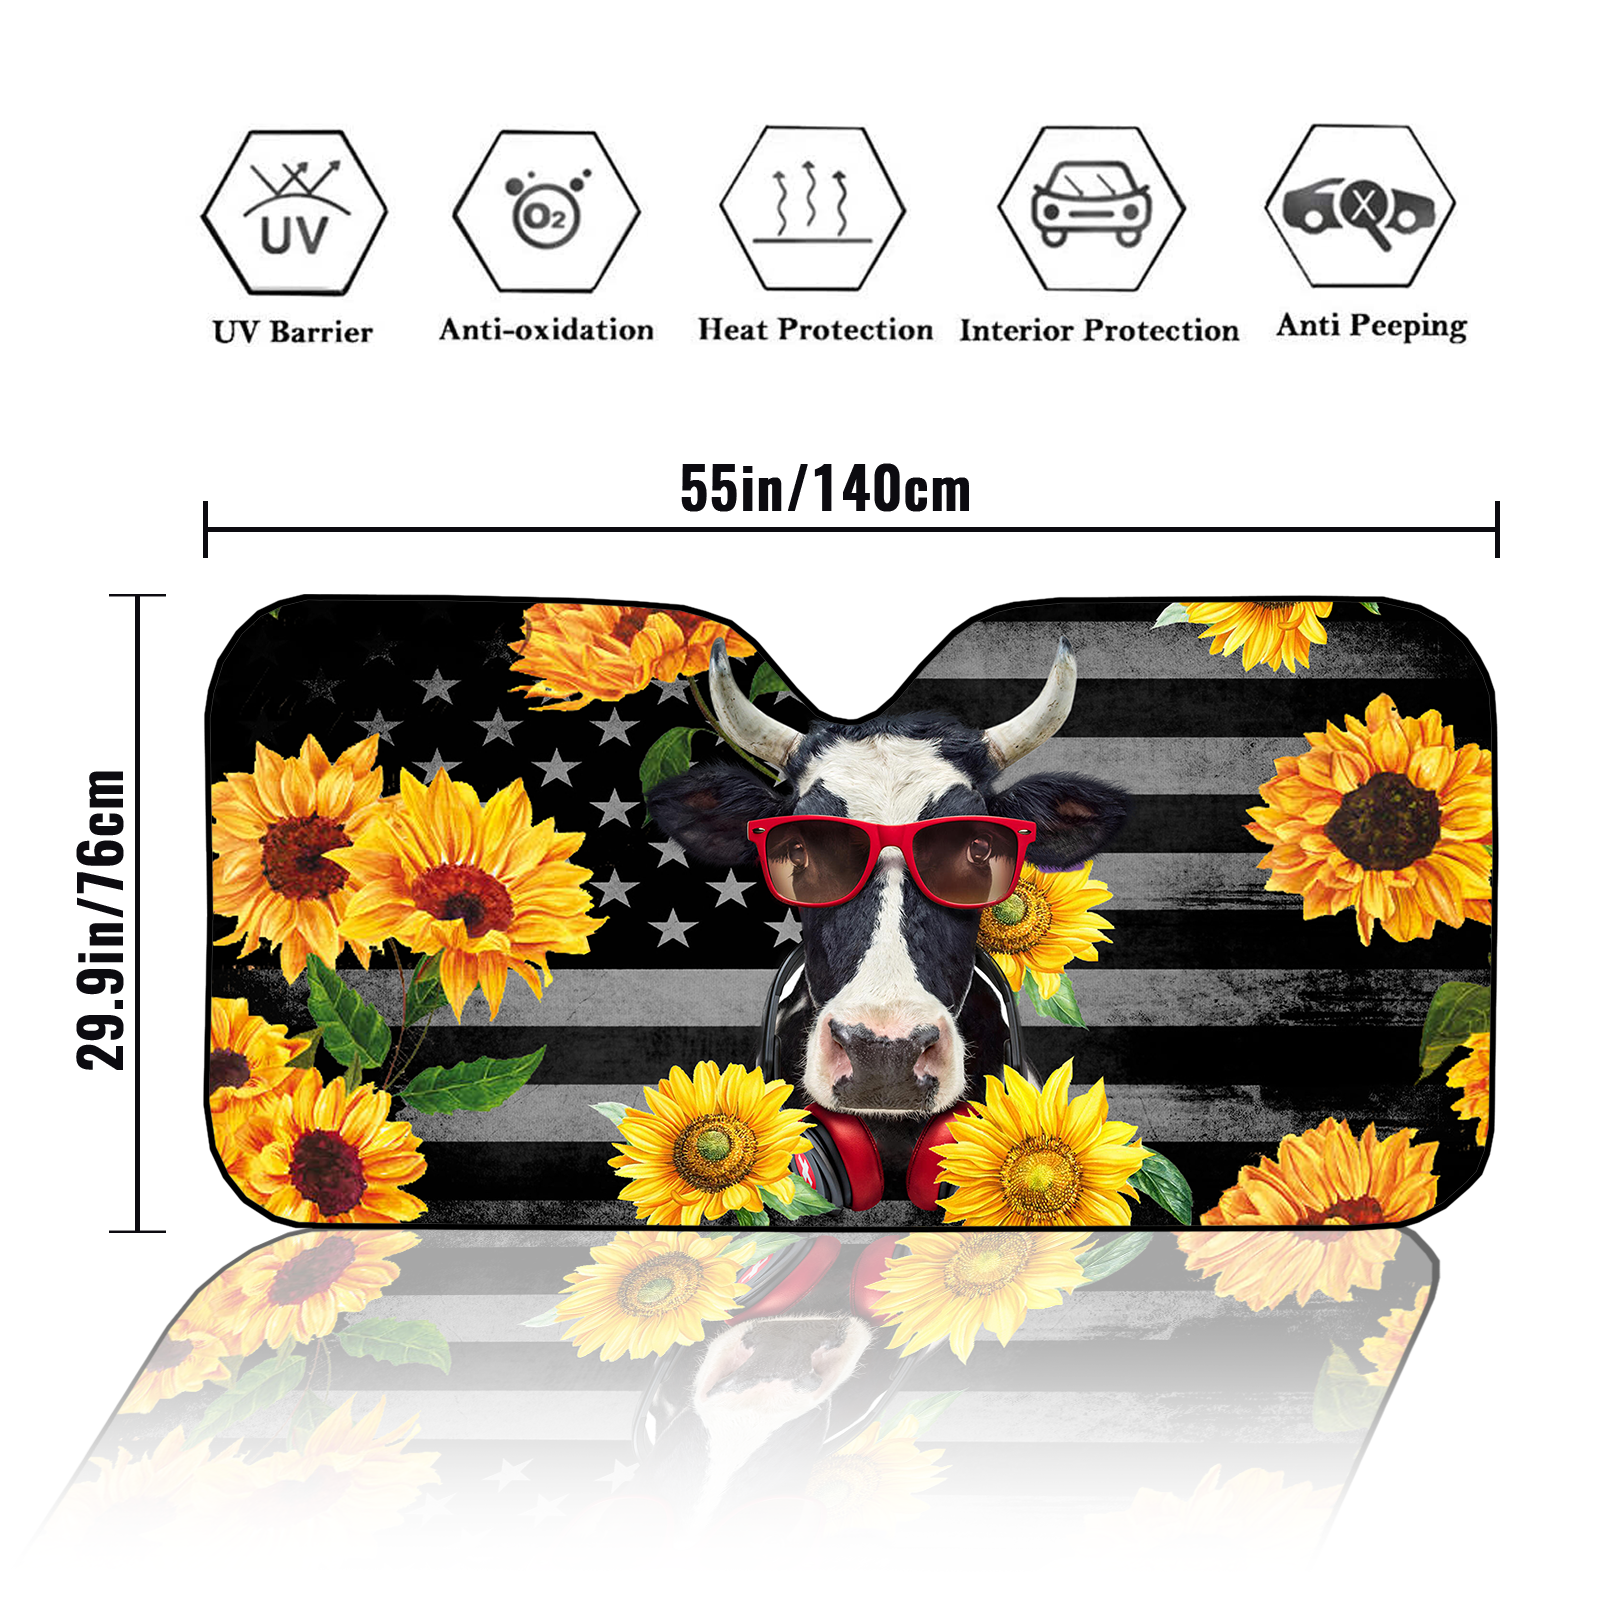 UV
O2
X
UV Barrier
Anti-oxidation
Heat Protection
Interior Protection
Anti Peeping
55in/140cm
29.9in/76cm